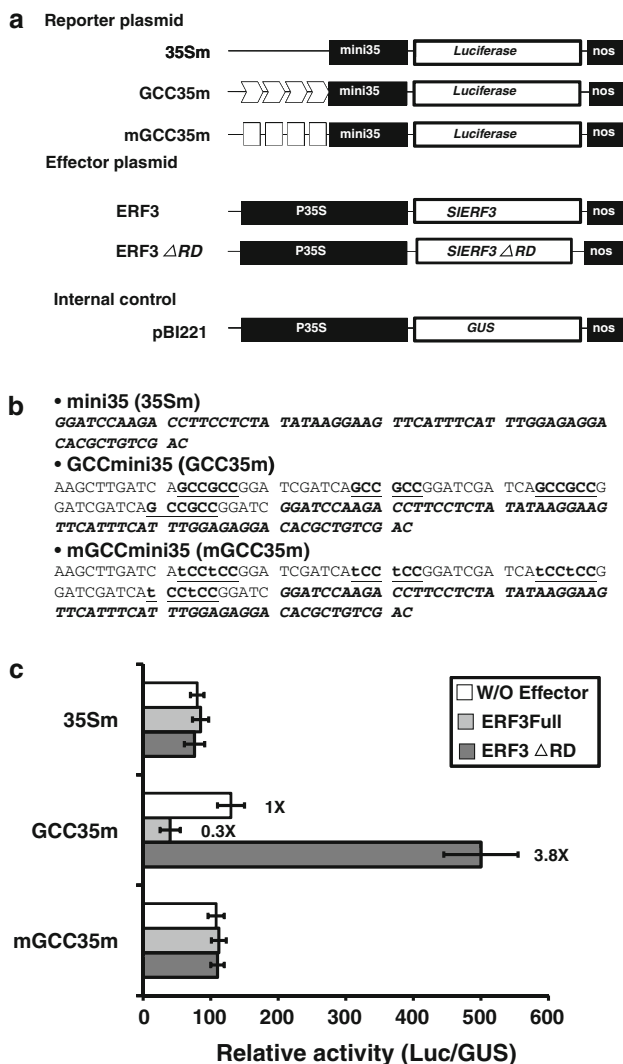 a Reporter plasmid
35Sm mini35 Luciferase nos
GCC35m mini35 Luciferase nos
mGCC35m mini35 Luciferase nos
Effector plasmid
ERF3 P35S SlERF3 nos
ERF3 △RD P35S SlERF3 △RD nos
Internal control
pBI221 P35S GUS nos
b • mini35 (35Sm)
GGATCCAAGA CCTTCCTCTA TATAAGGAAG TTCATTTCAT TTGGAGAGGA
CACGCTGTCG AC
• GCCmini35 (GCC35m)
AAGCTTGATC AGCCGCCGGA TCGATCAGCC GCCGGATCGA TCAGCCGCCG
GATCGATCAG CCGCCGGATC GGATCCAAGA CCTTCCTCTA TATAAGGAAG
TTCATTTCAT TTGGAGAGGA CACGCTGTCG AC
• mGCCmini35 (mGCC35m)
AAGCTTGATC AtCCtCCGGA TCGATCAtCC tCCGGATCGA TCAtCCtCCG
GATCGATCAt CCtCCGGATC GGATCCAAGA CCTTCCTCTA TATAAGGAAG
TTCATTTCAT TTGGAGAGGA CACGCTGTCG AC
c
W/O Effector
ERF3Full
ERF3 △RD
35Sm
GCC35m
1X
0.3X
3.8X
mGCC35m
0 100 200 300 400 500 600
Relative activity (Luc/GUS)